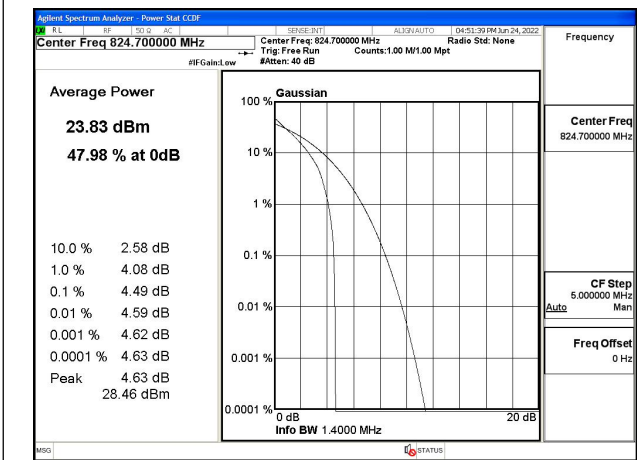 Agilent Spectrum Analyzer - Power Stat CCDF
LXI RL RF 50 Ω AC SENSE:INT ALIGN AUTO 04:51:39 PM Jun 24, 2022
Center Freq 824.700000 MHz
Center Freq: 824.700000 MHz Radio Std: None
Trig: Free Run Counts:1.00 M/1.00 Mpt
#IFGain:Low #Atten: 40 dB
Frequency
Average Power
23.83 dBm
47.98 % at 0dB
10.0 % 2.58 dB
1.0 % 4.08 dB
0.1 % 4.49 dB
0.01 % 4.59 dB
0.001 % 4.62 dB
0.0001 % 4.63 dB
Peak 4.63 dB
28.46 dBm
Gaussian
100 %
10 %
1 %
0.1 %
0.01 %
0.001 %
0.0001 %
0 dB 20 dB
Info BW 1.4000 MHz
Center Freq
824.700000 MHz
CF Step
5.000000 MHz
Auto Man
Freq Offset
0 Hz
MSG STATUS